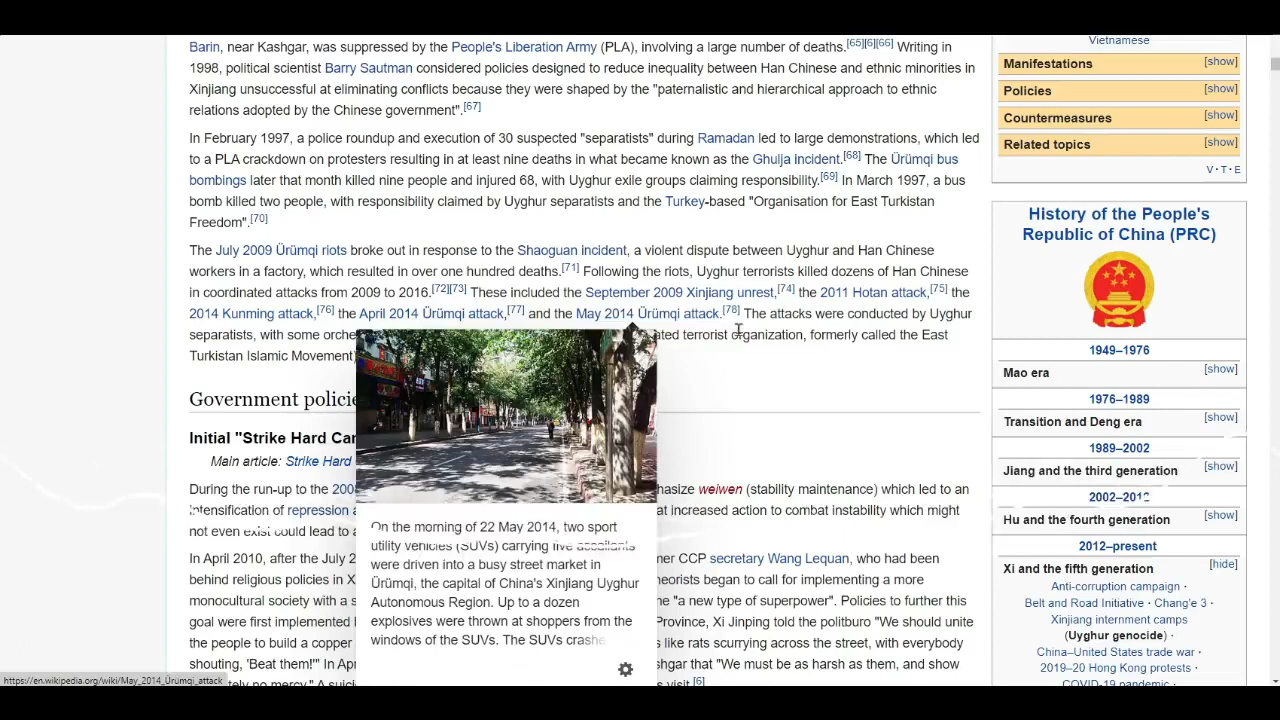 Barin, near Kashgar, was suppressed by the People's Liberation Army (PLA), involving a large number of deaths.[65][6][66] Writing in
1998, political scientist Barry Sautman considered policies designed to reduce inequality between Han Chinese and ethnic minorities in
Xinjiang unsuccessful at eliminating conflicts because they were shaped by the "paternalistic and hierarchical approach to ethnic
relations adopted by the Chinese government".[67]
In February 1997, a police roundup and execution of 30 suspected "separatists" during Ramadan led to large demonstrations, which led
to a PLA crackdown on protesters resulting in at least nine deaths in what became known as the Ghulja incident.[68] The Ürümqi bus
bombings later that month killed nine people and injured 68, with Uyghur exile groups claiming responsibility.[69] In March 1997, a bus
bomb killed two people, with responsibility claimed by Uyghur separatists and the Turkey-based "Organisation for East Turkistan
Freedom".[70]
The July 2009 Ürümqi riots broke out in response to the Shaoguan incident, a violent dispute between Uyghur and Han Chinese
workers in a factory, which resulted in over one hundred deaths.[71] Following the riots, Uyghur terrorists killed dozens of Han Chinese
in coordinated attacks from 2009 to 2016.[72][73] These included the September 2009 Xinjiang unrest,[74] the 2011 Hotan attack,[75] the
2014 Kunming attack,[76] the April 2014 Ürümqi attack,[77] and the May 2014 Ürümqi attack.[78] The attacks were conducted by Uyghur
separatists, with some orche ated terrorist organization, formerly called the East
Turkistan Islamic Movement
Government policie
Initial "Strike Hard Car
Main article: Strike Hard
During the run-up to the 200 hasize weiwen (stability maintenance) which led to an
intensification of repression a at increased action to combat instability which might
not even exist could lead to a
In April 2010, after the July 2 ner CCP secretary Wang Lequan, who had been
behind religious policies in X eorists began to call for implementing a more
monocultural society with a s ne "a new type of superpower". Policies to further this
goal were first implemented Province, Xi Jinping told the politburo "We should unite
the people to build a copper s like rats scurrying across the street, with everybody
shouting, 'Beat them!'" In Apr hgar that "We must be as harsh as them, and show
tely no mercy." A suici s visit.[6]
On the morning of 22 May 2014, two sport
utility vehicles (SUVs) carrying five assailants
were driven into a busy street market in
Ürümqi, the capital of China's Xinjiang Uyghur
Autonomous Region. Up to a dozen
explosives were thrown at shoppers from the
windows of the SUVs. The SUVs crashe
https://en.wikipedia.org/wiki/May_2014_Ürümqi_attack
Vietnamese
Manifestations [show]
Policies [show]
Countermeasures [show]
Related topics [show]
V · T · E
History of the People's
Republic of China (PRC)
1949–1976
Mao era [show]
1976–1989
Transition and Deng era [show]
1989–2002
Jiang and the third generation [show]
2002–2012
Hu and the fourth generation [show]
2012–present
Xi and the fifth generation [hide]
Anti-corruption campaign ·
Belt and Road Initiative · Chang'e 3 ·
Xinjiang internment camps
(Uyghur genocide) ·
China–United States trade war ·
2019–20 Hong Kong protests ·
COVID-19 pandemic ·